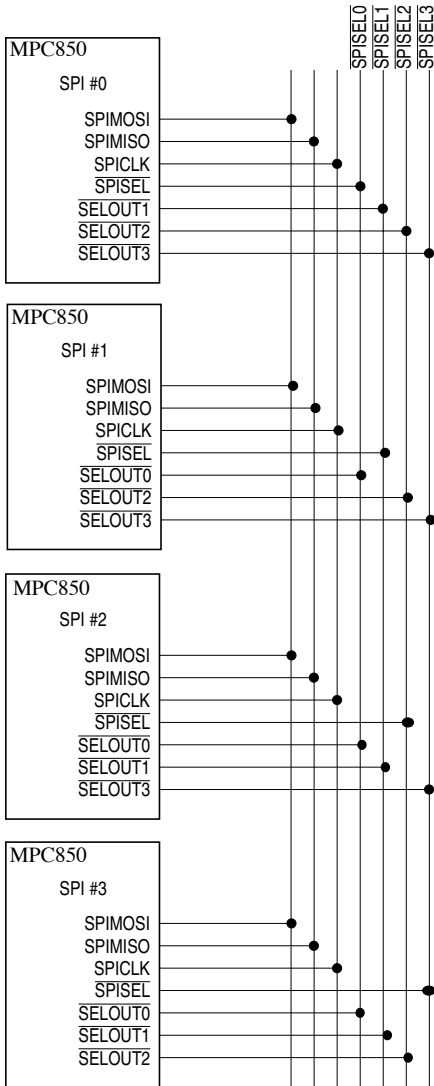 SPISEL0
SPISEL1
SPISEL2
SPISEL3
MPC850
SPI #0
SPIMOSI
SPIMISO
SPICLK
SPISEL
SELOUT1
SELOUT2
SELOUT3
MPC850
SPI #1
SPIMOSI
SPIMISO
SPICLK
SPISEL
SELOUT0
SELOUT2
SELOUT3
MPC850
SPI #2
SPIMOSI
SPIMISO
SPICLK
SPISEL
SELOUT0
SELOUT1
SELOUT3
MPC850
SPI #3
SPIMOSI
SPIMISO
SPICLK
SPISEL
SELOUT0
SELOUT1
SELOUT2